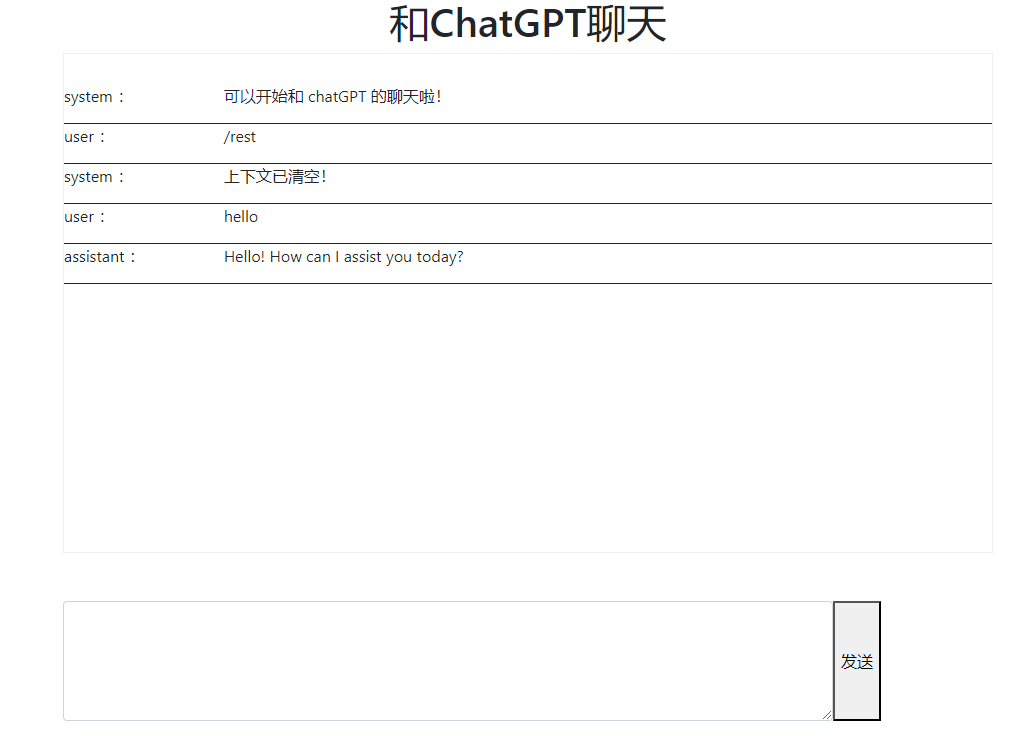 和ChatGPT聊天
system： 可以开始和 chatGPT 的聊天啦！
user： /rest
system： 上下文已清空！
user： hello
assistant： Hello! How can I assist you today?
发送